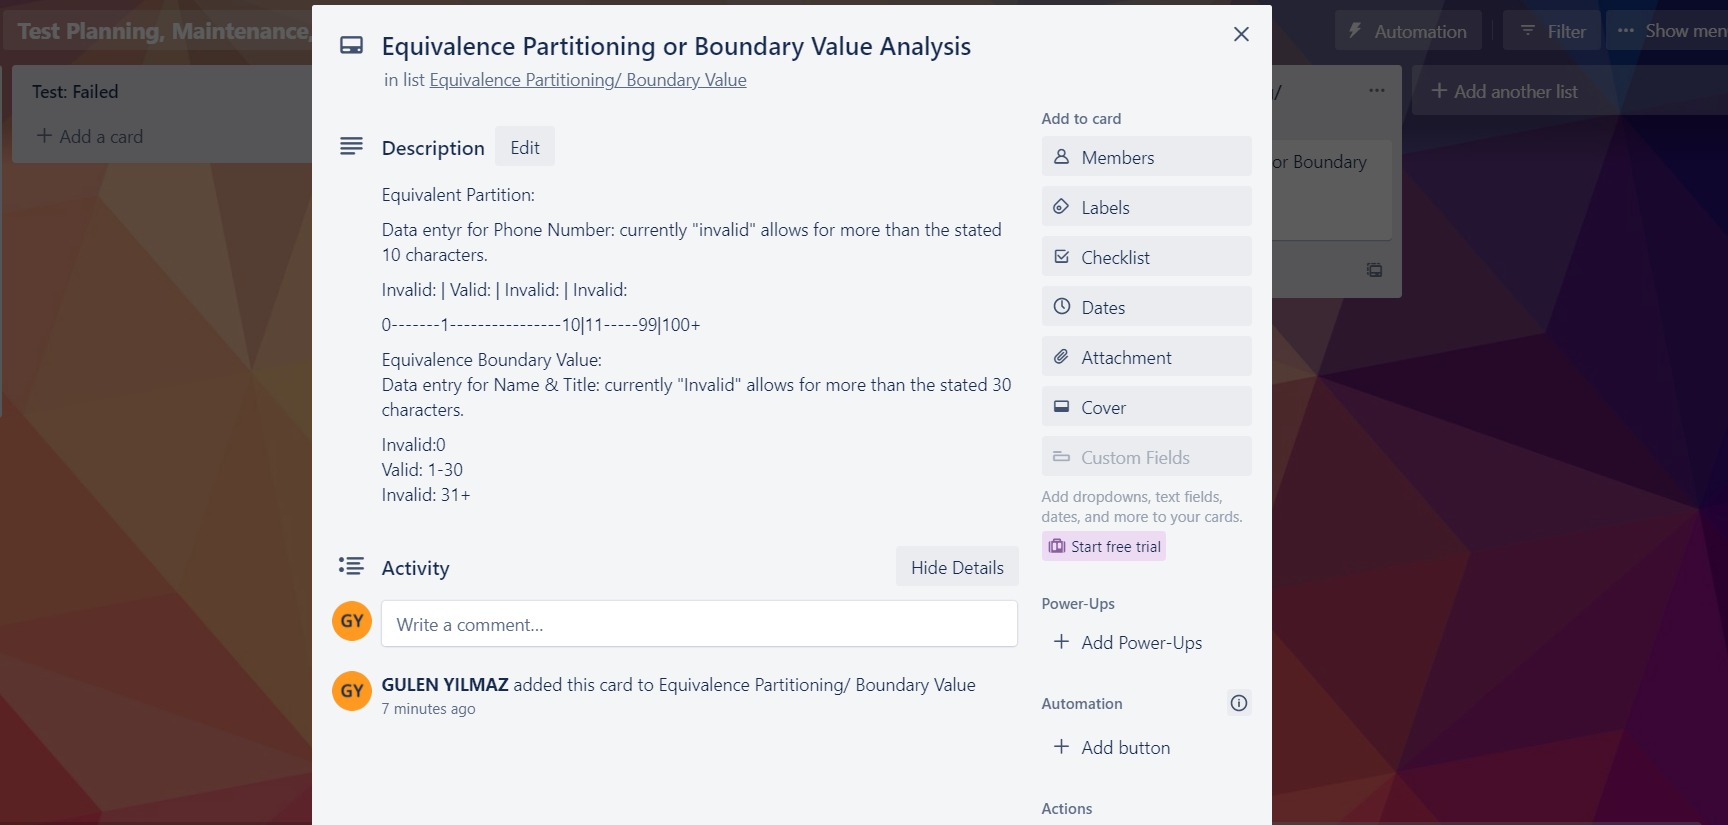 Test Planning, Maintenance,
Automation
Filter
Show men
Test: Failed
+ Add a card
Equivalence Partitioning or Boundary Value Analysis
in list Equivalence Partitioning/ Boundary Value
/
+ Add another list
or Boundary
Description
Edit
Equivalent Partition:
Data entyr for Phone Number: currently "invalid" allows for more than the stated
10 characters.
Invalid: | Valid: | Invalid: | Invalid:
0-------1----------------10|11-----99|100+
Equivalence Boundary Value:
Data entry for Name & Title: currently "Invalid" allows for more than the stated 30
characters.
Invalid:0
Valid: 1-30
Invalid: 31+
Activity
Hide Details
GY
Write a comment...
GY
GULEN YILMAZ added this card to Equivalence Partitioning/ Boundary Value
7 minutes ago
Add to card
Members
Labels
Checklist
Dates
Attachment
Cover
Custom Fields
Add dropdowns, text fields,
dates, and more to your cards.
Start free trial
Power-Ups
+ Add Power-Ups
Automation
+ Add button
Actions